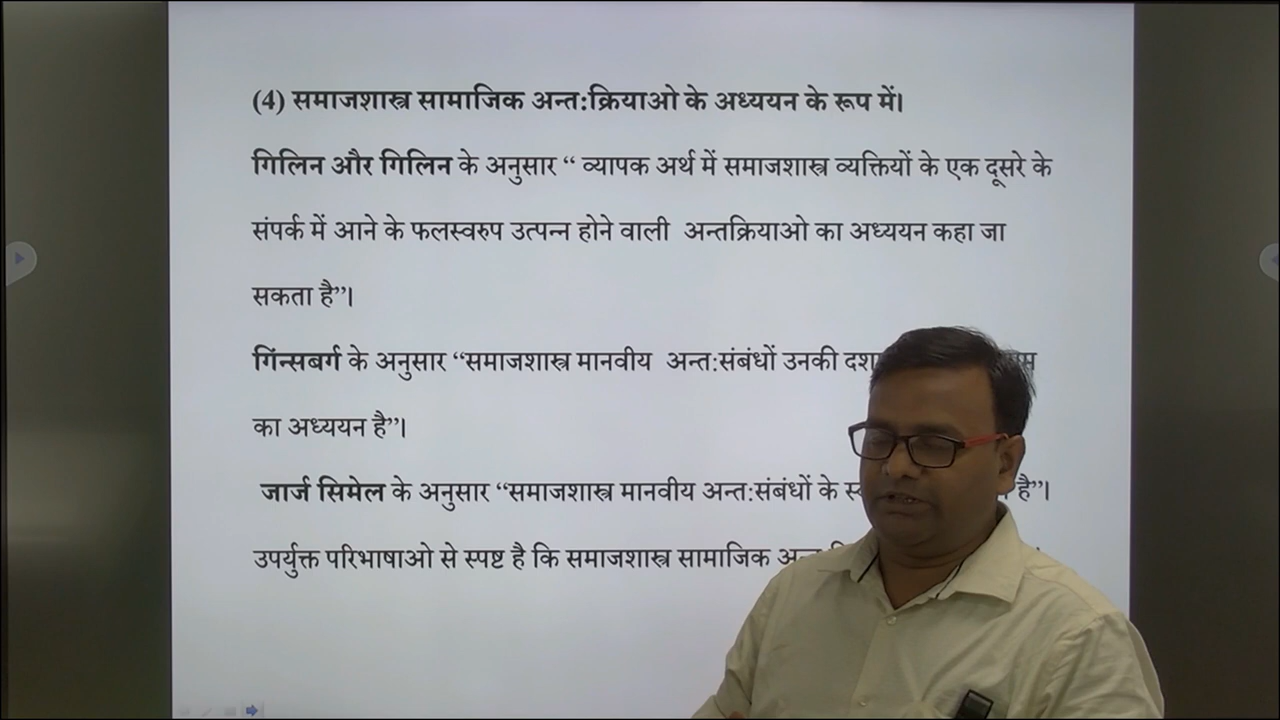 (4) समाजशास्त्र सामाजिक अन्त:क्रियाओ के अध्ययन के रूप में।
गिलिन और गिलिन के अनुसार “ व्यापक अर्थ में समाजशास्त्र व्यक्तियों के एक दूसरे के
संपर्क में आने के फलस्वरुप उत्पन्न होने वाली अन्तक्रियाओ का अध्ययन कहा जा
सकता है”।
गिंन्सबर्ग के अनुसार “समाजशास्त्र मानवीय अन्त:संबंधों उनकी
का अध्ययन है”।
जार्ज सिमेल के अनुसार “समाजशास्त्र मानवीय अन्त:संबंधों के है”।
उपर्युक्त परिभाषाओ से स्पष्ट है कि समाजशास्त्र सामाजिक